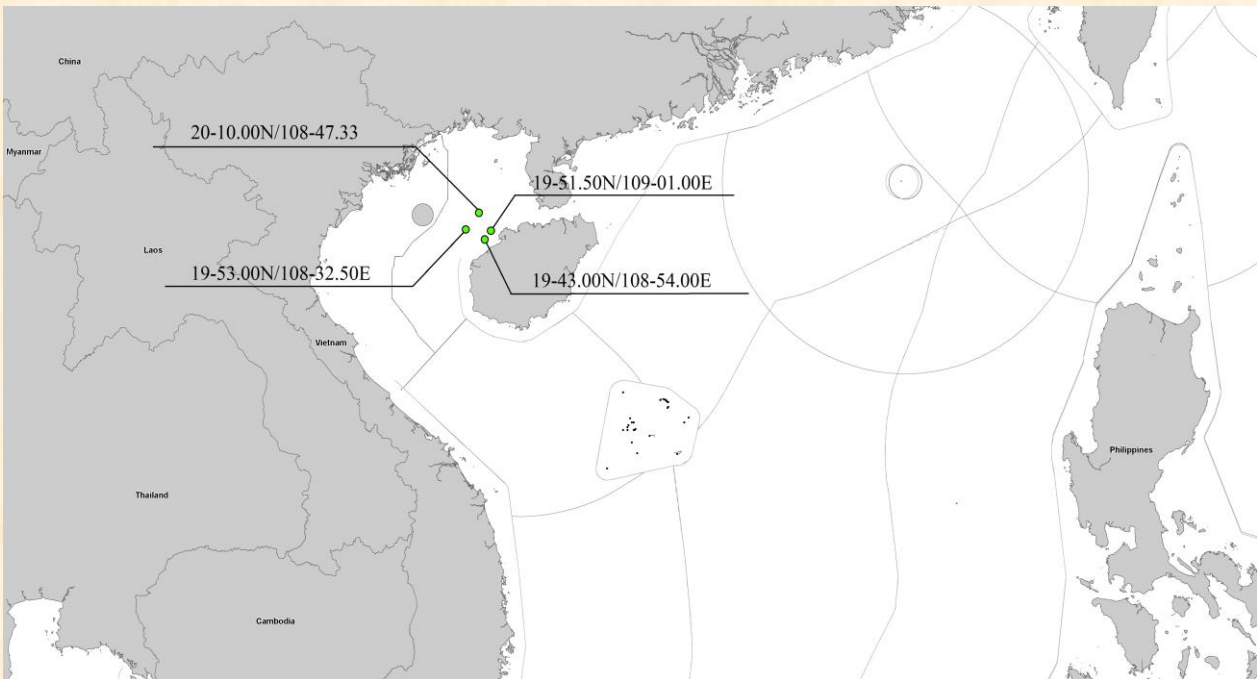 China
20-10.00N/108-47.33
Myanmar
19-51.50N/109-01.00E
Laos
19-53.00N/108-32.50E
19-43.00N/108-54.00E
Vietnam
Philippines
Thailand
Cambodia